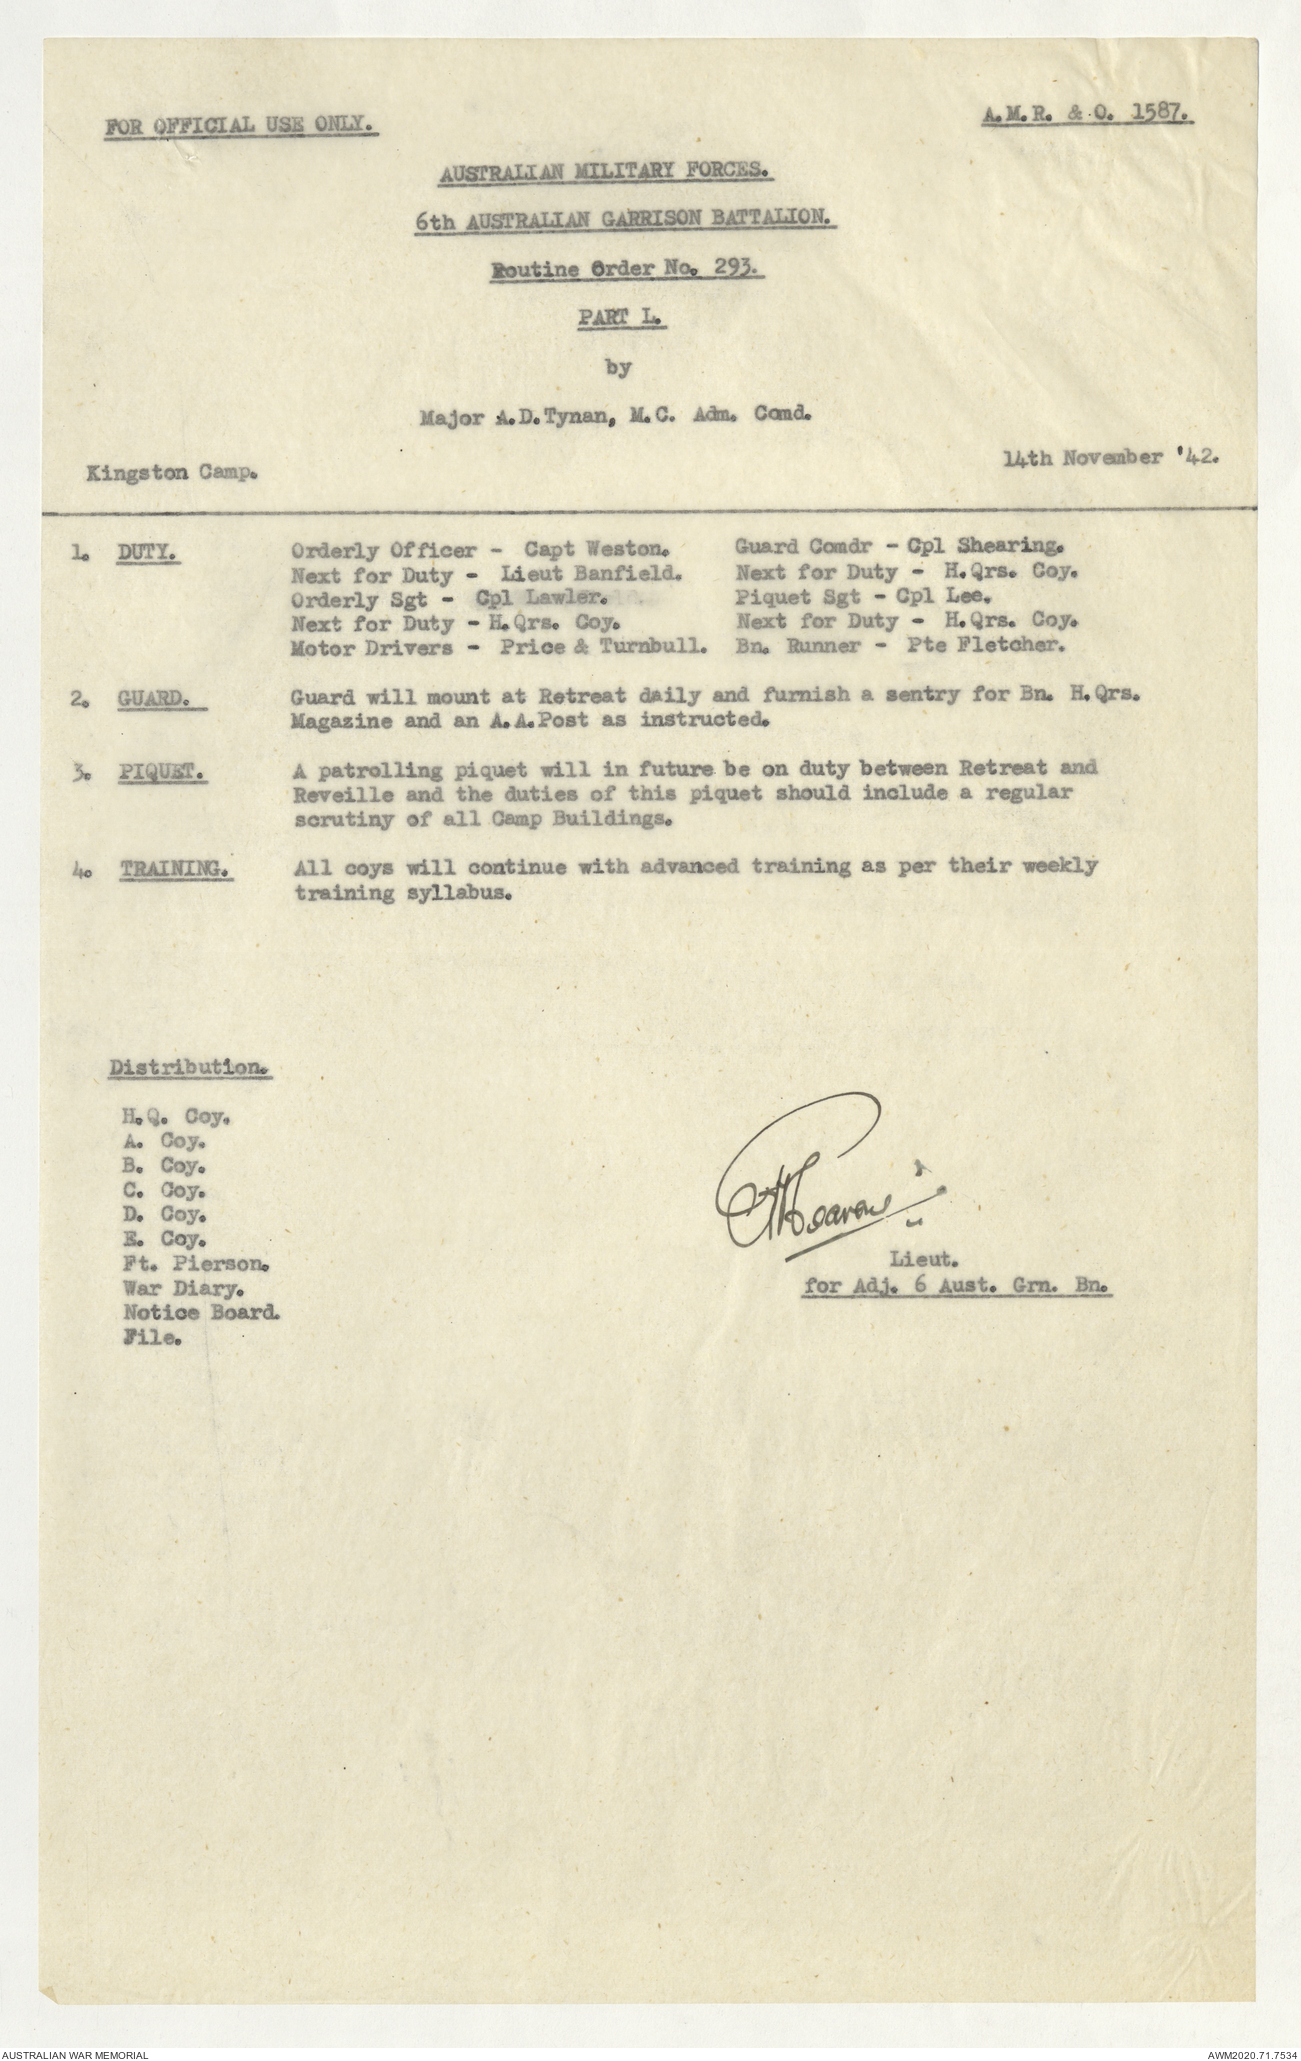 FOR OFFICIAL USE ONLY.
A.M.R. & O. 1587.
AUSTRALIAN MILITARY FORCES.
6th AUSTRALIAN GARRISON BATTALION.
Routine Order No. 293.
PART L.
by
Major A.D.Tynan, M.C. Adm. Comd.
Kingston Camp.
14th November '42.
1. DUTY. Orderly Officer - Capt Weston. Guard Comdr - Cpl Shearing.
Next for Duty - Lieut Banfield. Next for Duty - H.Qrs. Coy.
Orderly Sgt - Cpl Lawler. Piquet Sgt - Cpl Lee.
Next for Duty - H.Qrs. Coy. Next for Duty - H.Qrs. Coy.
Motor Drivers - Price & Turnbull. Bn. Runner - Pte Fletcher.
2. GUARD. Guard will mount at Retreat daily and furnish a sentry for Bn. H.Qrs.
Magazine and an A.A.Post as instructed.
3. PIQUET. A patrolling piquet will in future be on duty between Retreat and
Reveille and the duties of this piquet should include a regular
scrutiny of all Camp Buildings.
4. TRAINING. All coys will continue with advanced training as per their weekly
training syllabus.
Distribution.
H.Q. Coy.
A. Coy.
B. Coy.
C. Coy.
D. Coy.
E. Coy.
Ft. Pierson.
War Diary.
Notice Board.
File.
Lieut.
for Adj. 6 Aust. Grn. Bn.
AUSTRALIAN WAR MEMORIAL
AWM2020.71.7534